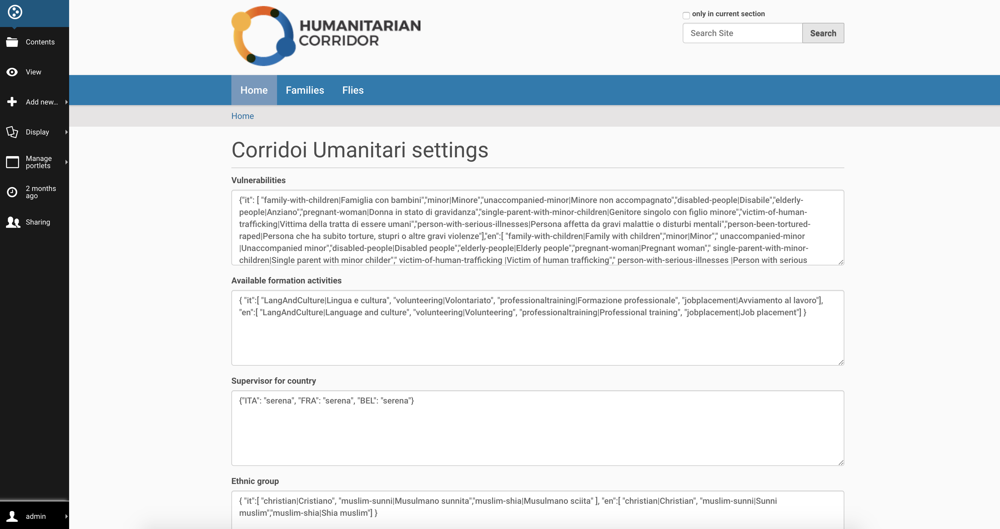 HUMANITARIAN
CORRIDOR
only in current section
Search Site
Search
Contents
View
Add new...
Display
Manage
portlets
2 months
ago
Sharing
admin
Home
Families
Flies
Home
Corridoi Umanitari settings
Vulnerabilities
{"it": [ "family-with-children|Famiglia con bambini","minor|Minore","unaccompanied-minor|Minore non accompagnato","disabled-people|Disabile","elderly-
people|Anziano","pregnant-woman|Donna in stato di gravidanza","single-parent-with-minor-children|Genitore singolo con figlio minore","victim-of-human-
trafficking|Vittima della tratta di essere umani","person-with-serious-illnesses|Persona affetta da gravi malattie o disturbi mentali","person-been-tortured-
raped|Persona che ha subito torture, stupri o altre gravi violenze"],"en":[ "family-with-children|Family with children","minor|Minor"," unaccompanied-minor
|Unaccompanied minor","disabled-people|Disabled people","elderly-people|Elderly people","pregnant-woman|Pregnant woman"," single-parent-with-minor-
children|Single parent with minor childer"," victim-of-human-trafficking |Victim of human trafficking"," person-with-serious-illnesses |Person with serious
Available formation activities
{ "it":[ "LangAndCulture|Lingua e cultura", "volunteering|Volontariato", "professionaltraining|Formazione professionale", "jobplacement|Avviamento al lavoro"],
"en":[ "LangAndCulture|Language and culture", "volunteering|Volunteering", "professionaltraining|Professional training", "jobplacement|Job placement"] }
Supervisor for country
{"ITA": "serena", "FRA": "serena", "BEL": "serena"}
Ethnic group
{ "it":[ "christian|Cristiano", "muslim-sunni|Musulmano sunnita","muslim-shia|Musulmano sciita" ], "en":[ "christian|Christian", "muslim-sunni|Sunni
muslim","muslim-shia|Shia muslim"] }